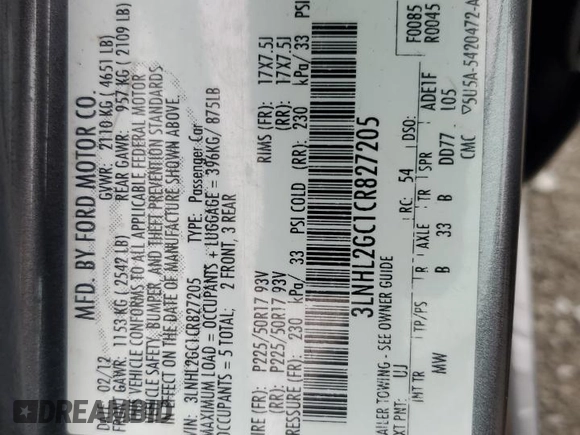 MFD. BY FORD MOTOR CO.
02/12 GVWR: 2110 KG ( 4651 LB)
GAWR: 1153 KG ( 2542 LB) REAR GAWR: 957 KG ( 2109 LB)
VEHICLE CONFORMS TO ALL APPLICABLE FEDERAL MOTOR
VEHICLE SAFETY, BUMPER, AND THEFT PREVENTION STANDARDS
EFFECT ON THE DATE OF MANUFACTURE SHOWN ABOVE.
VIN: 3LNHL2GC1CR827205 TYPE: Passenger Car
MAXIMUM LOAD = OCCUPANTS + LUGGAGE = 396KG/ 875LB
OCCUPANTS = 5 TOTAL; 2 FRONT, 3 REAR
(FR): P225/50R17 93V RIMS (FR): 17X7.5J
(RR): P225/50R17 93V (RR): 17X7.5J
PRESSURE (FR): 230 kPa/ 33 PSI COLD (RR): 230 kPa/ 33 PSI
3LNHL2GC1CR827205
TRAILER TOWING - SEE OWNER GUIDE
F0085
R0045
EXT PNT: UJ RC: 54 DSO:
INT TR TP/PS R AXLE TR SPR ADE1F
MW B 33 B DD77 I05
CMC ▽5U5A-5420472-A
DREAMBID